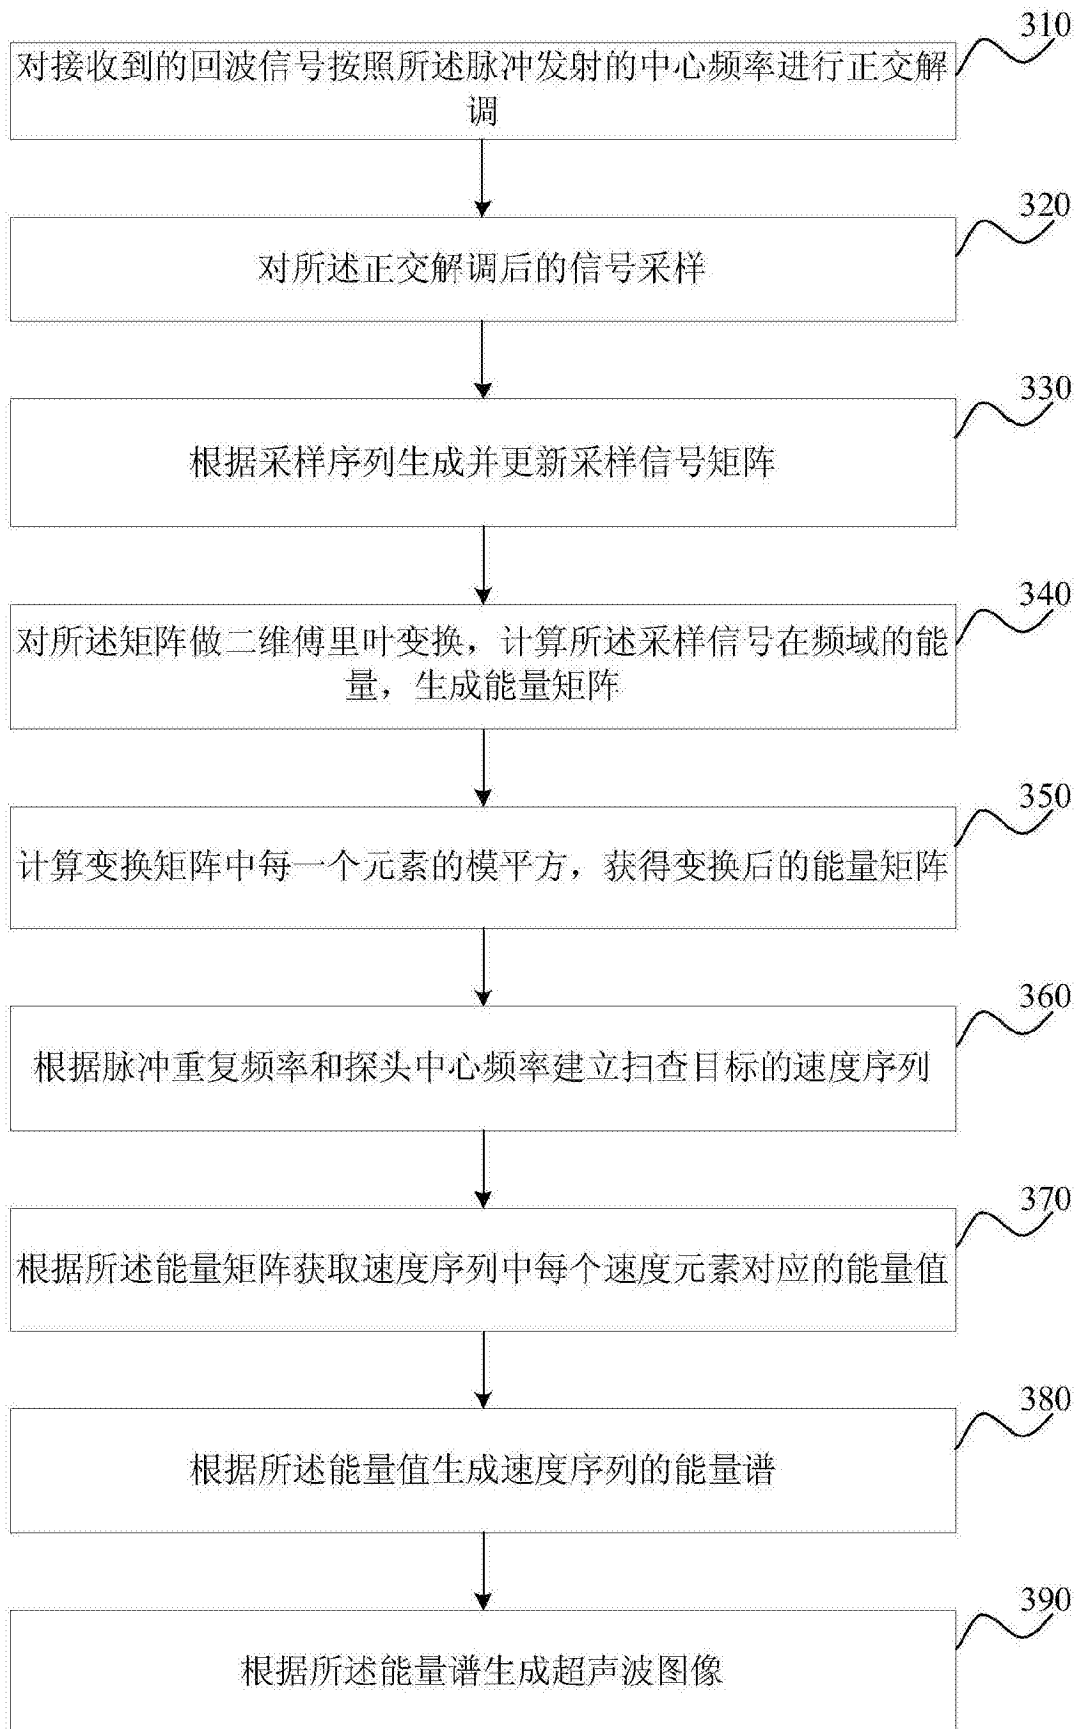 310
对接收到的回波信号按照所述脉冲发射的中心频率进行正交解
调
320
对所述正交解调后的信号采样
330
根据采样序列生成并更新采样信号矩阵
340
对所述矩阵做二维傅里叶变换，计算所述采样信号在频域的能
量，生成能量矩阵
350
计算变换矩阵中每一个元素的模平方，获得变换后的能量矩阵
360
根据脉冲重复频率和探头中心频率建立扫查目标的速度序列
370
根据所述能量矩阵获取速度序列中每个速度元素对应的能量值
380
根据所述能量值生成速度序列的能量谱
390
根据所述能量谱生成超声波图像